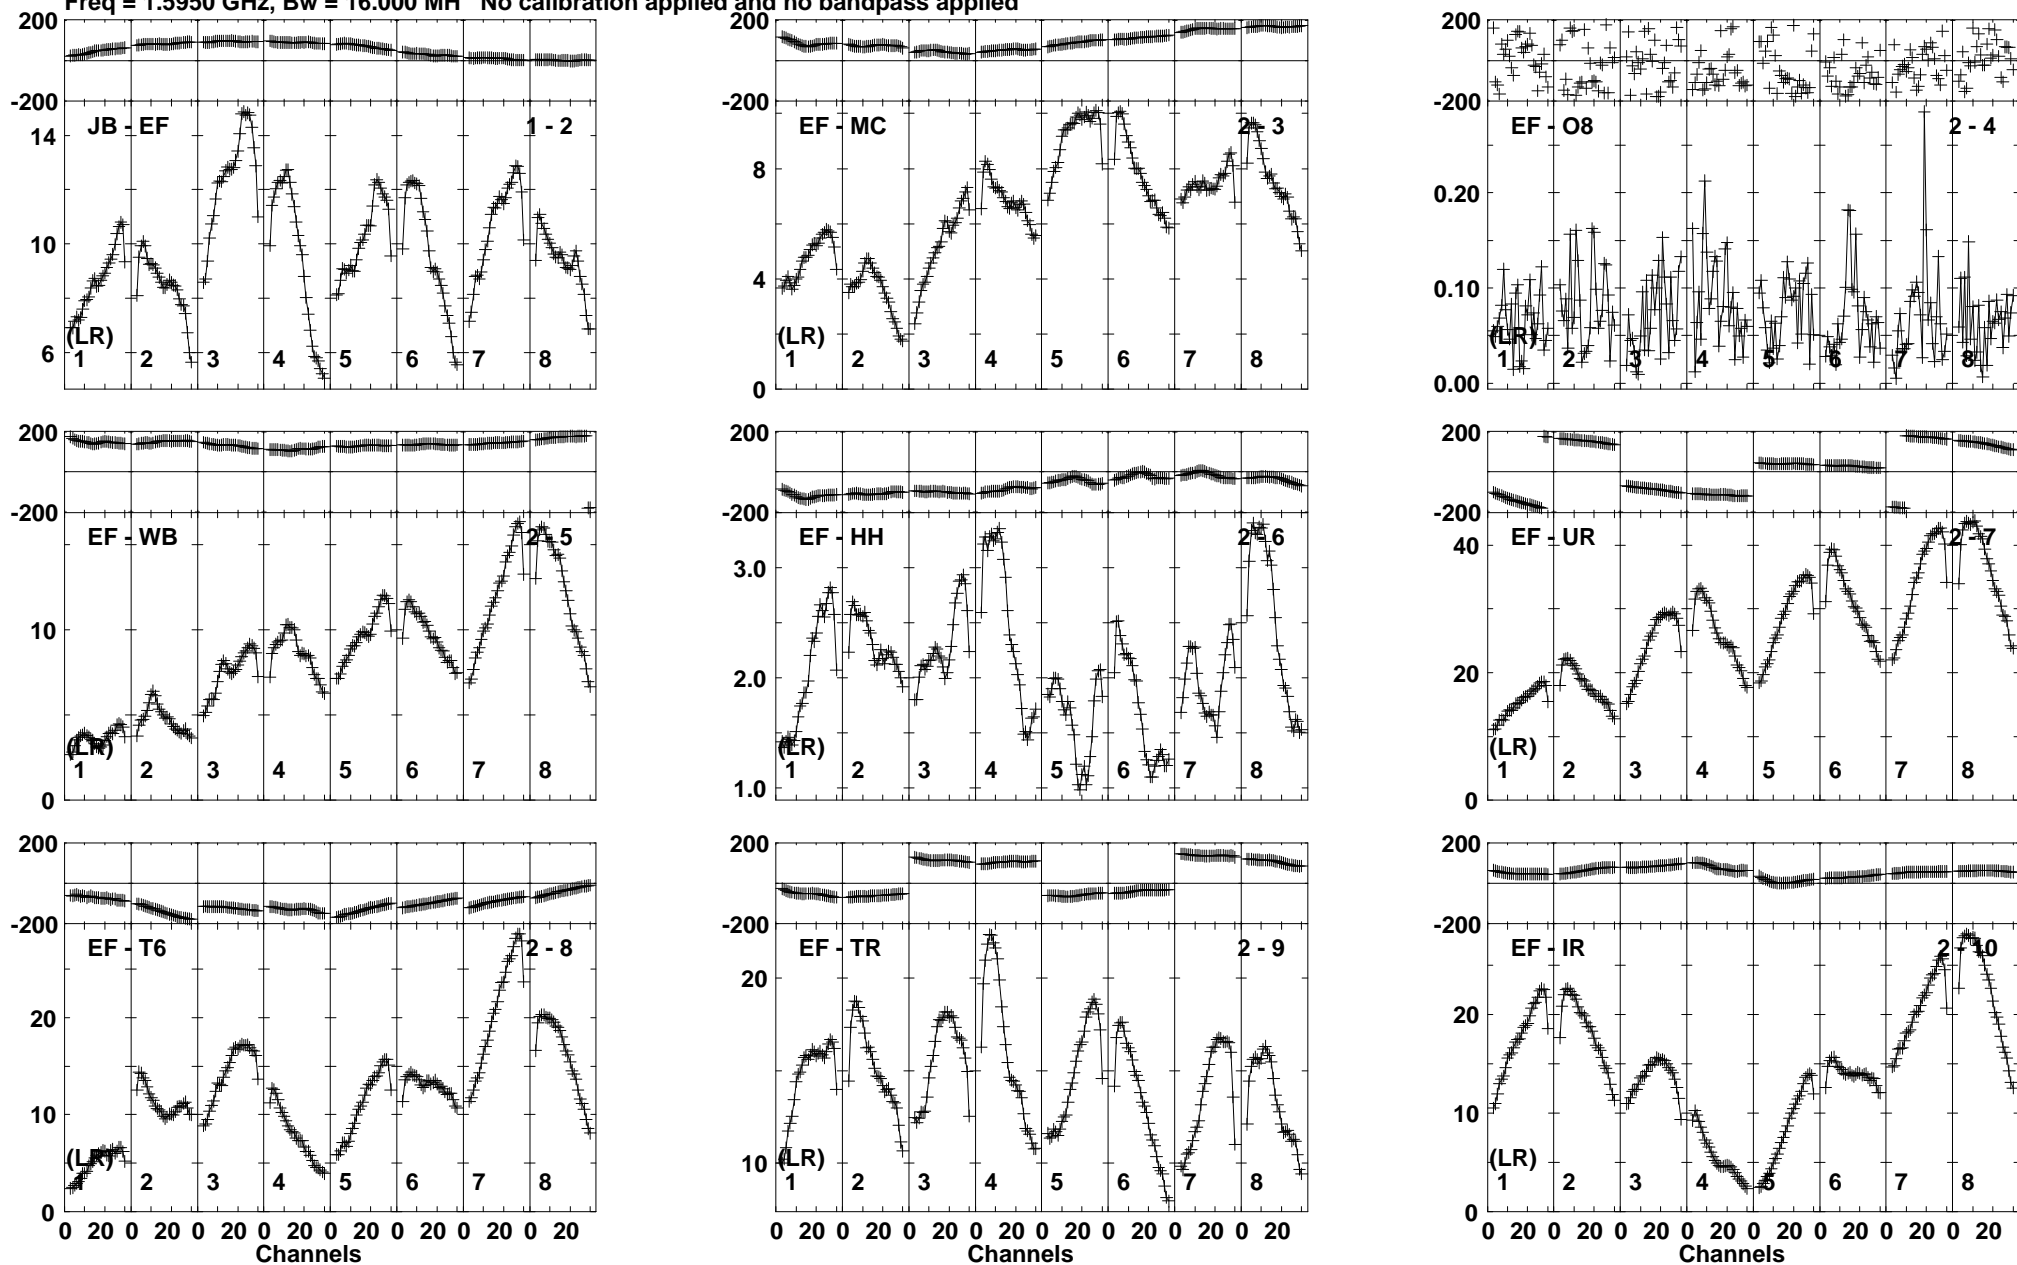 Freq = 1.5950 GHz, Bw = 16.000 MH No calibration applied and no bandpass applied
200
-200
JB - EF 1 - 2
14
10
6
(LR)
1 2 3 4 5 6 7 8
200
-200
EF - MC 2 - 3
8
4
0
(LR)
1 2 3 4 5 6 7 8
200
-200
EF - O8 2 - 4
0.20
0.10
0.00
(LR)
1 2 3 4 5 6 7 8
200
-200
EF - WB 2 - 5
10
0
(LR)
1 2 3 4 5 6 7 8
200
-200
EF - HH 2 - 6
3.0
2.0
1.0
(LR)
1 2 3 4 5 6 7 8
200
-200
EF - UR 2 - 7
40
20
0
(LR)
1 2 3 4 5 6 7 8
200
-200
EF - T6 2 - 8
20
10
0
(LR)
1 2 3 4 5 6 7 8
0 20 0 20 0 20 0 20 0 20 0 20 0 20 0 20
Channels
200
-200
EF - TR 2 - 9
20
10
(LR)
1 2 3 4 5 6 7 8
0 20 0 20 0 20 0 20 0 20 0 20 0 20 0 20
Channels
200
-200
EF - IR 2 - 10
20
10
0
(LR)
1 2 3 4 5 6 7 8
0 20 0 20 0 20 0 20 0 20 0 20 0 20 0 20
Channels